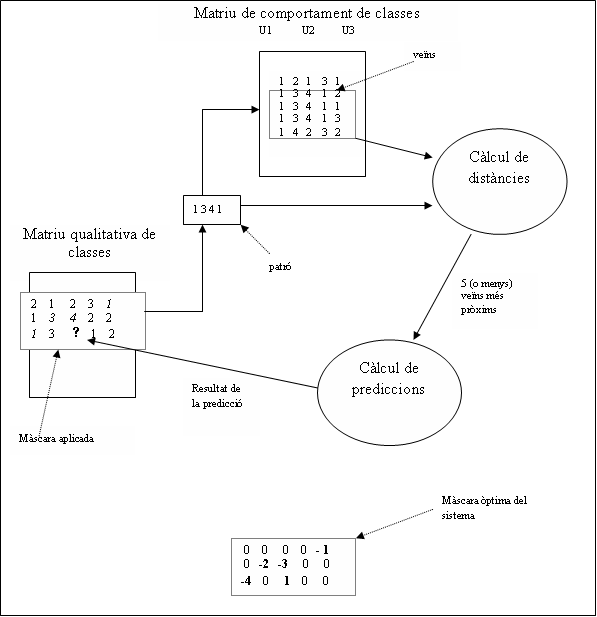 Matriu de comportament de classes
U1 U2 U3
veïns
1 2 1 3 1
1 3 4 1 2
1 3 4 1 1
1 3 4 1 3
1 4 2 3 2
Càlcul de
distàncies
1341
patró
Matriu qualitativa de
classes
2 1 2 3 1
1 3 4 2 2
1 3 ? 1 2
5 (o menys)
veïns més
pròxims
Càlcul de
prediccions
Resultat de
la predicció
Màscara aplicada
Màscara òptima del
sistema
0 0 0 0 -1
0 -2 -3 0 0
-4 0 1 0 0